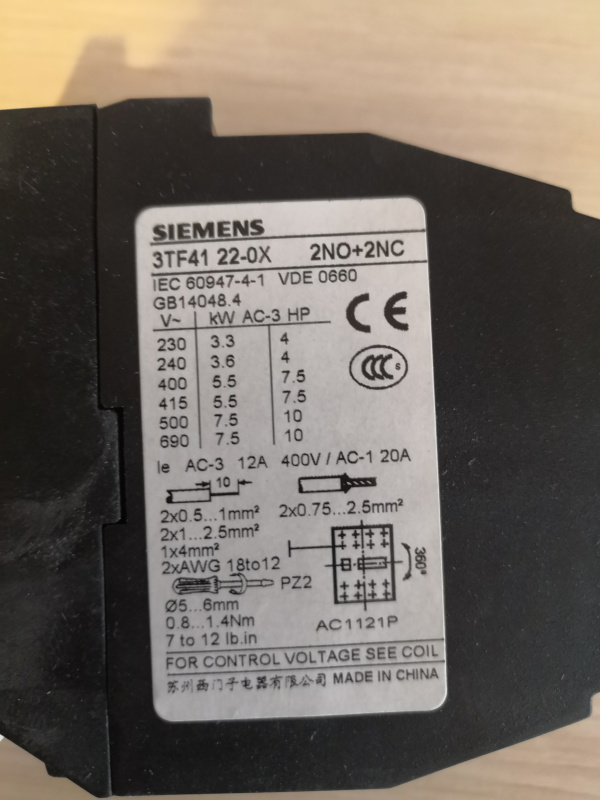 SIEMENS
3TF41 22-0X 2NO+2NC
IEC 60947-4-1 VDE 0660
GB14048.4
V~ kW AC-3 HP
230 3.3 4
240 3.6 4
400 5.5 7.5
415 5.5 7.5
500 7.5 10
690 7.5 10
CE
CCC S
Ie AC-3 12A 400V / AC-1 20A
10
2x0.5...1mm² 2x0.75...2.5mm²
2x1...2.5mm²
1x4mm²
2xAWG 18to12
360°
PZ2
Ø5...6mm
0.8...1.4Nm AC1121P
7 to 12 lb.in
FOR CONTROL VOLTAGE SEE COIL
苏州西门子电器有限公司 MADE IN CHINA